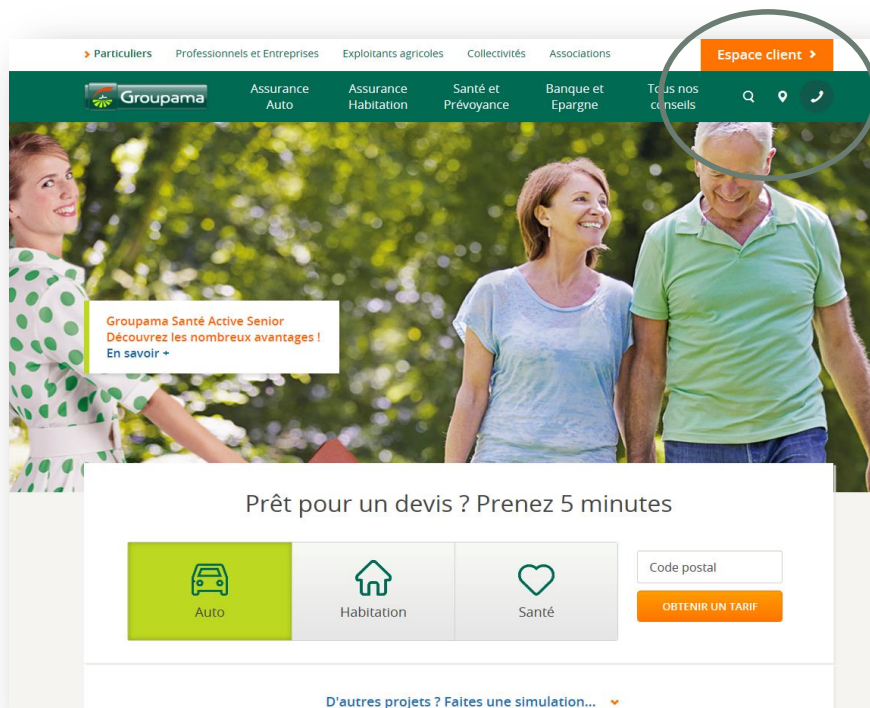 Particuliers Professionnels et Entreprises Exploitants agricoles Collectivités Associations Espace client
Groupama
Assurance
Auto
Assurance
Habitation
Santé et
Prévoyance
Banque et
Epargne
Tous nos
conseils
Groupama Santé Active Senior
Découvrez les nombreux avantages !
En savoir +
Prêt pour un devis ? Prenez 5 minutes
Auto
Habitation
Santé
Code postal
OBTENIR UN TARIF
D'autres projets ? Faites une simulation...